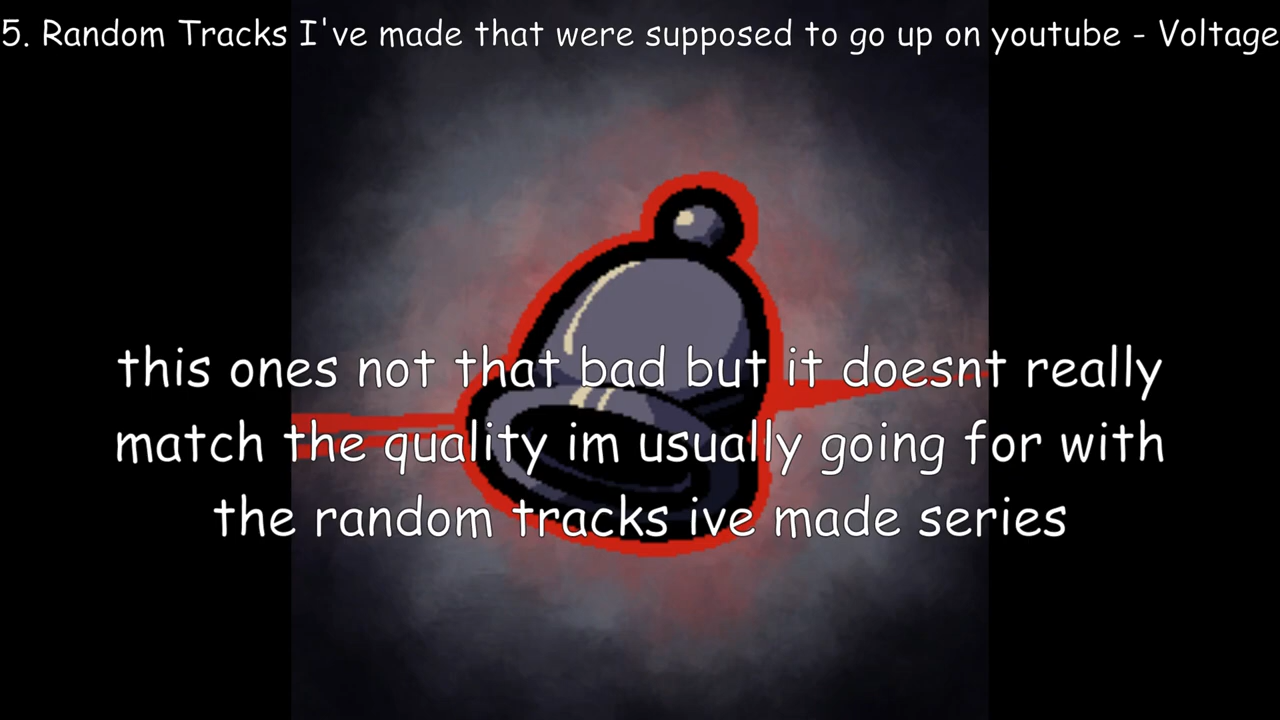 5. Random Tracks I've made that were supposed to go up on youtube - Voltage
this ones not that bad but it doesnt really
match the quality im usually going for with
the random tracks ive made series